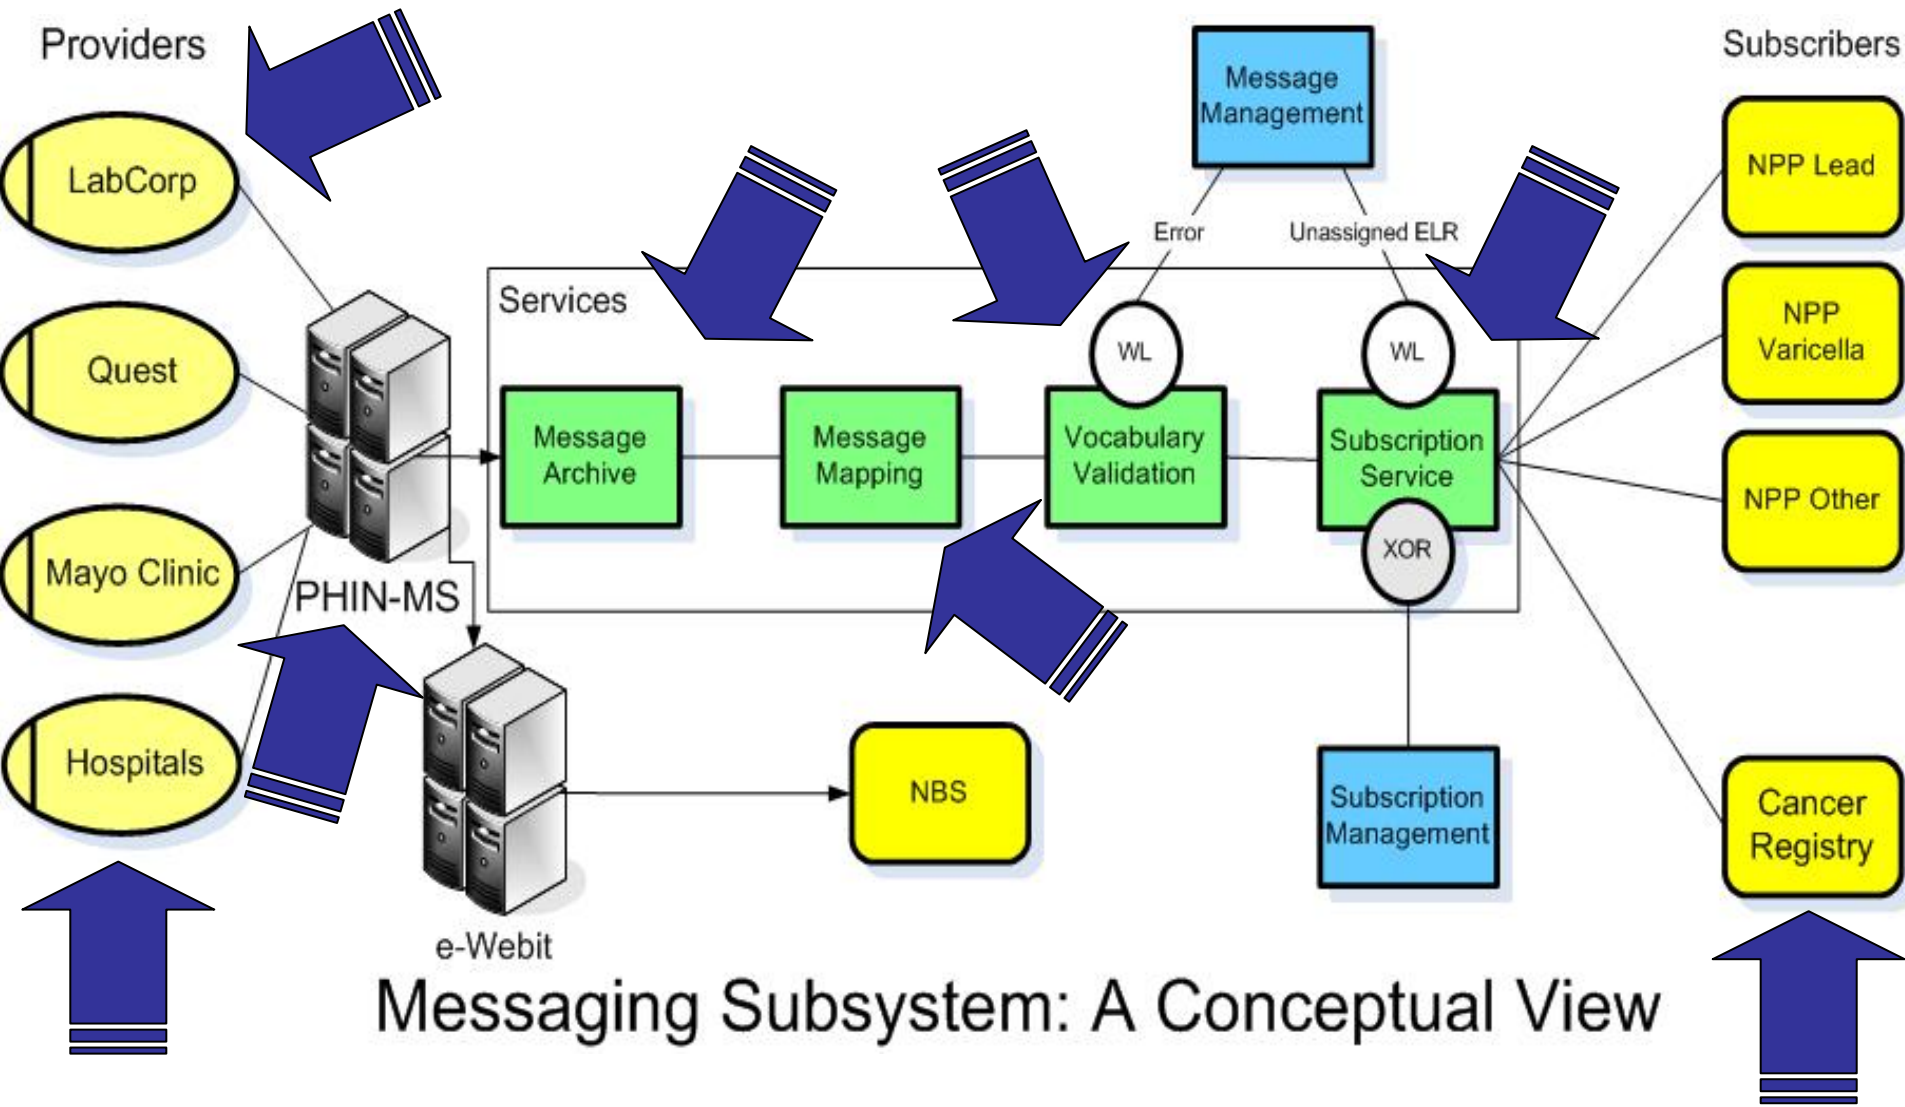 Providers
Subscribers
Message
Management
LabCorp
NPP Lead
Error
Unassigned ELR
Services
NPP
Varicella
WL
WL
Quest
Message
Archive
Message
Mapping
Vocabulary
Validation
Subscription
Service
NPP Other
XOR
Mayo Clinic
PHIN-MS
Hospitals
NBS
Subscription
Management
Cancer
Registry
e-Webit
Messaging Subsystem: A Conceptual View